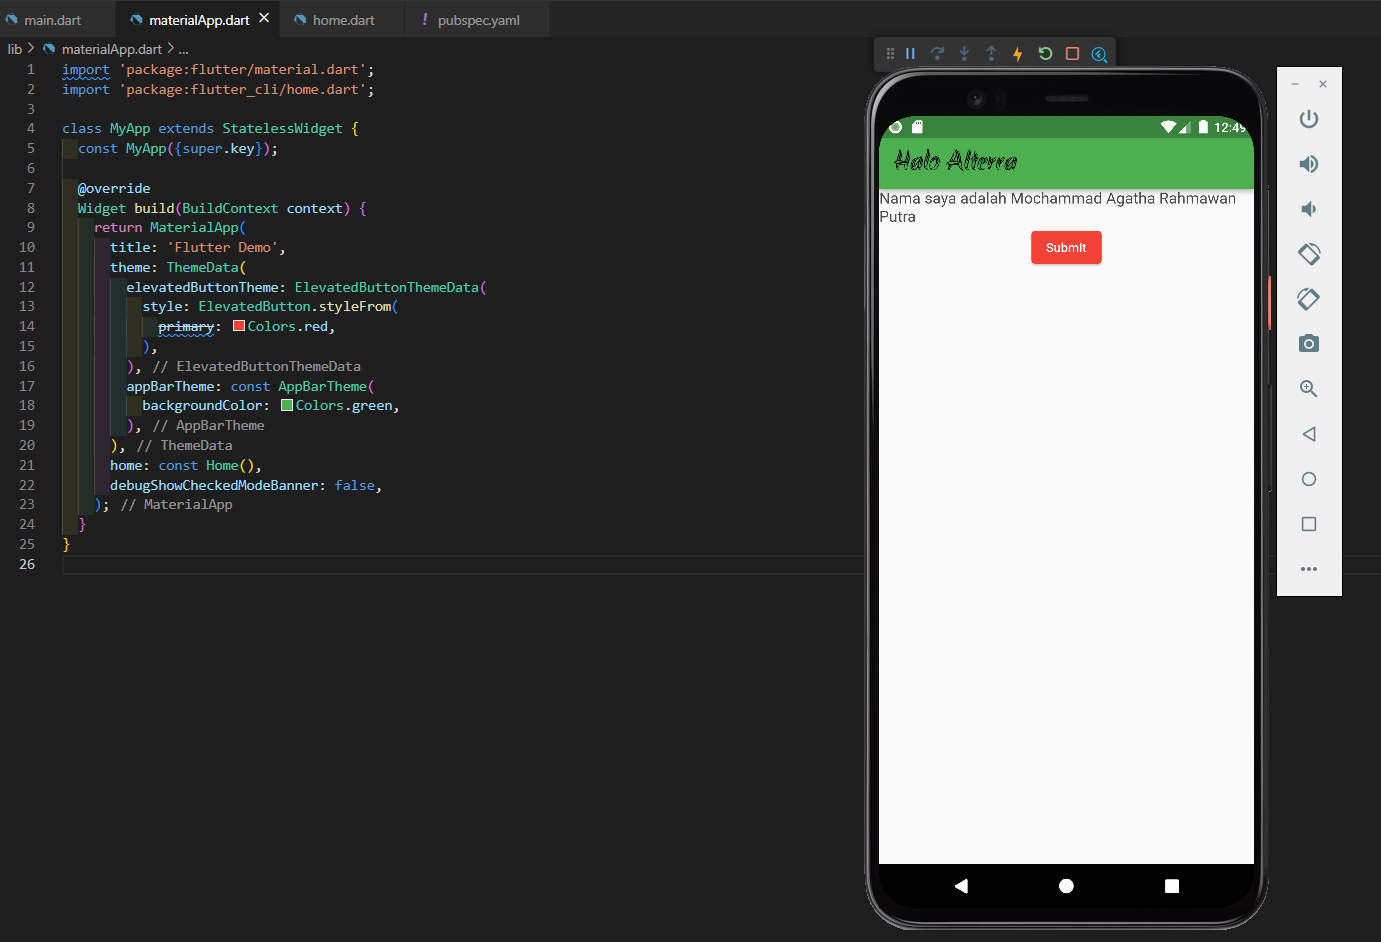 main.dart
materialApp.dart
home.dart
! pubspec.yaml
lib > materialApp.dart > ...
1 import 'package:flutter/material.dart';
2 import 'package:flutter_cli/home.dart';
3
4 class MyApp extends StatelessWidget {
5 const MyApp({super.key});
6
7 @override
8 Widget build(BuildContext context) {
9 return MaterialApp(
10 title: 'Flutter Demo',
11 theme: ThemeData(
12 elevatedButtonTheme: ElevatedButtonThemeData(
13 style: ElevatedButton.styleFrom(
14 primary: Colors.red,
15 ),
16 ), // ElevatedButtonThemeData
17 appBarTheme: const AppBarTheme(
18 backgroundColor: Colors.green,
19 ), // AppBarTheme
20 ), // ThemeData
21 home: const Home(),
22 debugShowCheckedModeBanner: false,
23 ); // MaterialApp
24 }
25 }
26
12:49
Halo Alterra
Nama saya adalah Mochammad Agatha Rahmawan
Putra
Submit